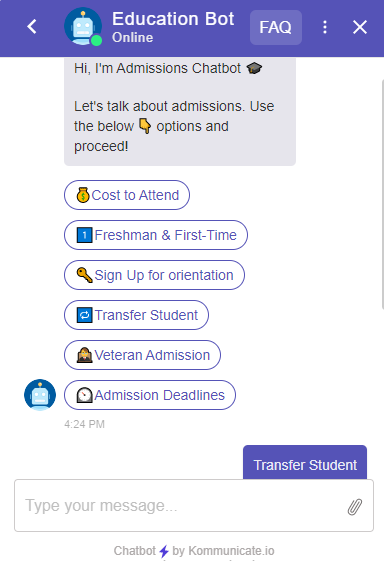 Education Bot
Online
FAQ
Hi, I'm Admissions Chatbot 🎓
Let's talk about admissions. Use
the below 👇 options and
proceed!
💰Cost to Attend
1️⃣Freshman & First-Time
🔑Sign Up for orientation
🔁Transfer Student
Veteran Admission
Admission Deadlines
4:24 PM
Transfer Student
Type your message...
Chatbot ⚡ by Kommunicate.io